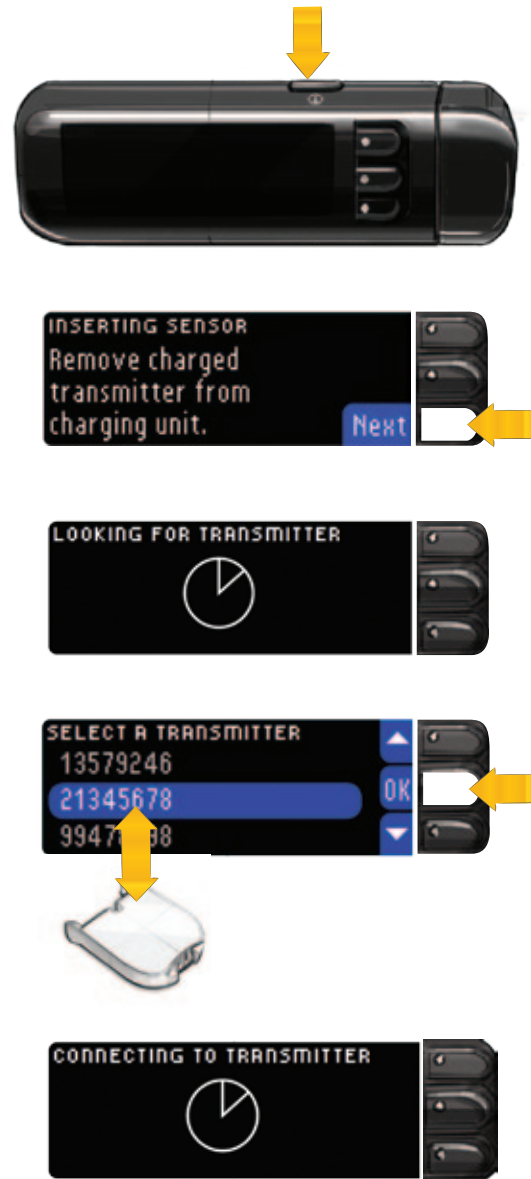 INSERTING SENSOR
Remove charged
transmitter from
charging unit.
Next
LOOKING FOR TRANSMITTER
SELECT A TRANSMITTER
13579246
21345678
OK
CONNECTING TO TRANSMITTER